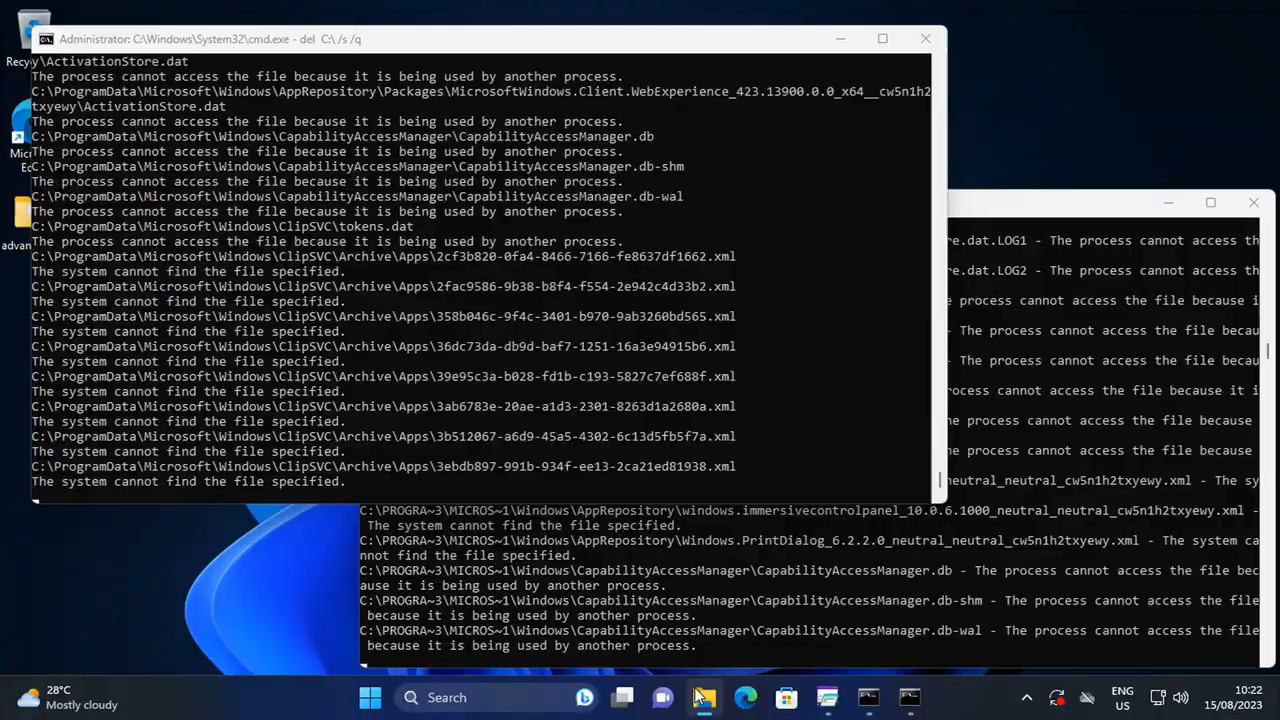 Recy
Administrator: C:\Windows\System32\cmd.exe - del C:\ /s /q
y\ActivationStore.dat
The process cannot access the file because it is being used by another process.
C:\ProgramData\Microsoft\Windows\AppRepository\Packages\MicrosoftWindows.Client.WebExperience_423.13900.0.0_x64__cw5n1h2
txyewy\ActivationStore.dat
The process cannot access the file because it is being used by another process.
C:\ProgramData\Microsoft\Windows\CapabilityAccessManager\CapabilityAccessManager.db
The process cannot access the file because it is being used by another process.
C:\ProgramData\Microsoft\Windows\CapabilityAccessManager\CapabilityAccessManager.db-shm
The process cannot access the file because it is being used by another process.
C:\ProgramData\Microsoft\Windows\CapabilityAccessManager\CapabilityAccessManager.db-wal
The process cannot access the file because it is being used by another process.
C:\ProgramData\Microsoft\Windows\ClipSVC\tokens.dat
The process cannot access the file because it is being used by another process.
C:\ProgramData\Microsoft\Windows\ClipSVC\Archive\Apps\2cf3b820-0fa4-8466-7166-fe8637df1662.xml
The system cannot find the file specified.
C:\ProgramData\Microsoft\Windows\ClipSVC\Archive\Apps\2fac9586-9b38-b8f4-f554-2e942c4d33b2.xml
The system cannot find the file specified.
C:\ProgramData\Microsoft\Windows\ClipSVC\Archive\Apps\358b046c-9f4c-3401-b970-9ab3260bd565.xml
The system cannot find the file specified.
C:\ProgramData\Microsoft\Windows\ClipSVC\Archive\Apps\36dc73da-db9d-baf7-1251-16a3e94915b6.xml
The system cannot find the file specified.
C:\ProgramData\Microsoft\Windows\ClipSVC\Archive\Apps\39e95c3a-b028-fd1b-c193-5827c7ef688f.xml
The system cannot find the file specified.
C:\ProgramData\Microsoft\Windows\ClipSVC\Archive\Apps\3ab6783e-20ae-a1d3-2301-8263d1a2680a.xml
The system cannot find the file specified.
C:\ProgramData\Microsoft\Windows\ClipSVC\Archive\Apps\3b512067-a6d9-45a5-4302-6c13d5fb5f7a.xml
The system cannot find the file specified.
C:\ProgramData\Microsoft\Windows\ClipSVC\Archive\Apps\3ebdb897-991b-934f-ee13-2ca21ed81938.xml
The system cannot find the file specified.
Mic
Ed
advan
e.dat.LOG1 - The process cannot access th
e.dat.LOG2 - The process cannot access th
e process cannot access the file because i
- The process cannot access the file becau
- The process cannot access the file becau
ocess cannot access the file because it i
e process cannot access the file because
e process cannot access the file because
neutral_neutral_cw5n1h2txyewy.xml - The sy
C:\PROGRA~3\MICROS~1\Windows\AppRepository\windows.immersivecontrolpanel_10.0.6.1000_neutral_neutral_cw5n1h2txyewy.xml -
The system cannot find the file specified.
C:\PROGRA~3\MICROS~1\Windows\AppRepository\Windows.PrintDialog_6.2.2.0_neutral_neutral_cw5n1h2txyewy.xml - The system ca
nnot find the file specified.
C:\PROGRA~3\MICROS~1\Windows\CapabilityAccessManager\CapabilityAccessManager.db - The process cannot access the file bec
ause it is being used by another process.
C:\PROGRA~3\MICROS~1\Windows\CapabilityAccessManager\CapabilityAccessManager.db-shm - The process cannot access the file
because it is being used by another process.
C:\PROGRA~3\MICROS~1\Windows\CapabilityAccessManager\CapabilityAccessManager.db-wal - The process cannot access the file
because it is being used by another process.
28°C
Mostly cloudy
Search
ENG
US
10:22
15/08/2023